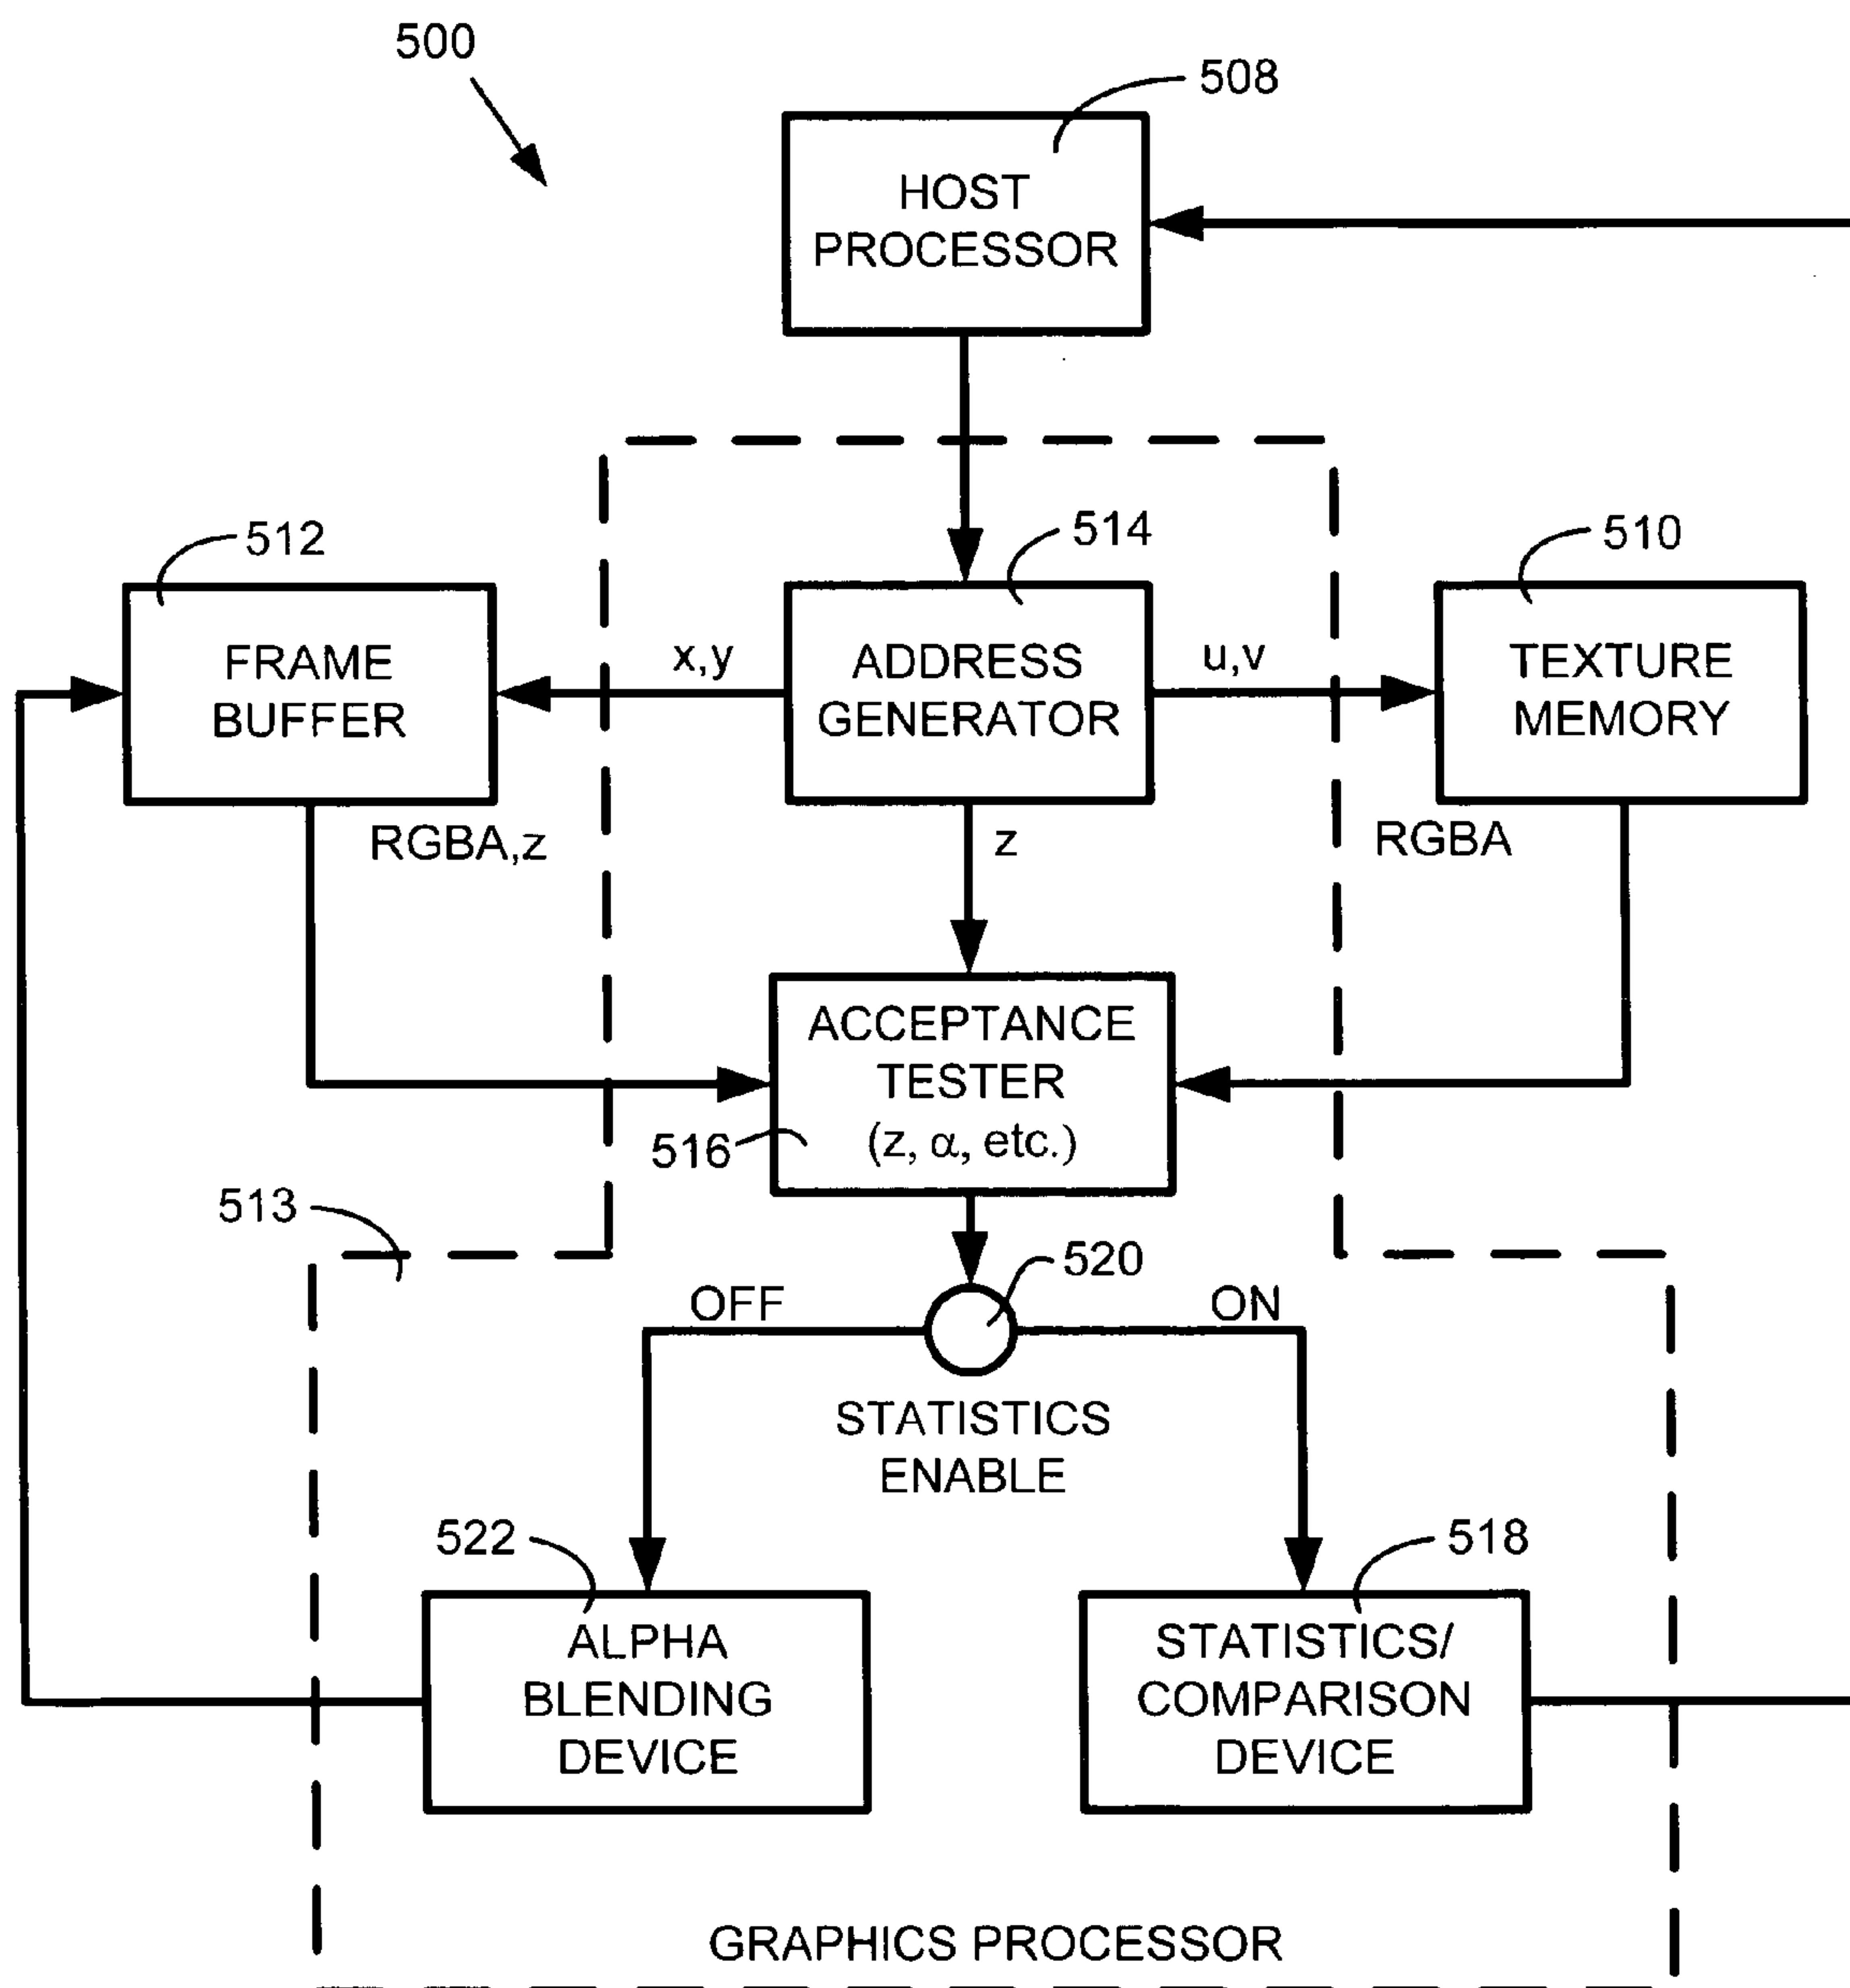 500
508
HOST
PROCESSOR
512
514
510
FRAME
BUFFER
x,y
ADDRESS
GENERATOR
u,v
TEXTURE
MEMORY
RGBA,z
z
RGBA
ACCEPTANCE
TESTER
(z, α, etc.)
516
513
520
OFF
ON
STATISTICS
ENABLE
522
518
ALPHA
BLENDING
DEVICE
STATISTICS/
COMPARISON
DEVICE
GRAPHICS PROCESSOR